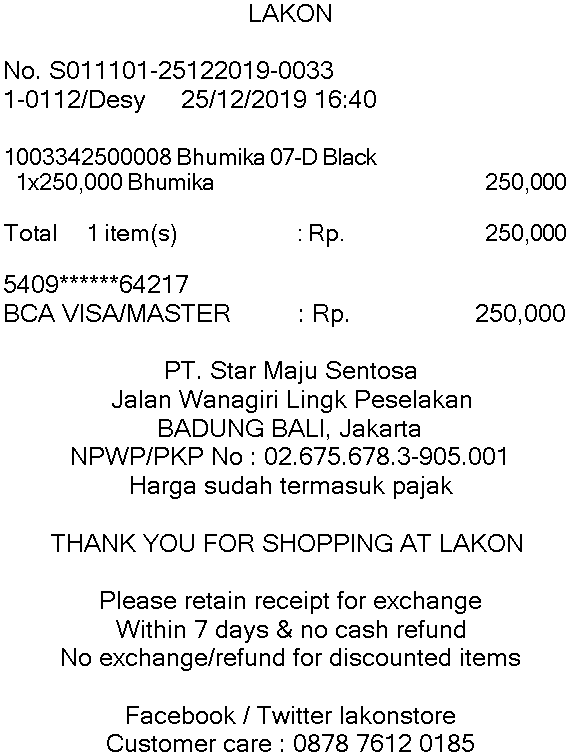 LAKON
No. S011101-25122019-0033
1-0112/Desy 25/12/2019 16:40
1003342500008 Bhumika 07-D Black
1x250,000 Bhumika 250,000
Total 1 item(s) : Rp. 250,000
5409******64217
BCA VISA/MASTER : Rp. 250,000
PT. Star Maju Sentosa
Jalan Wanagiri Lingk Peselakan
BADUNG BALI, Jakarta
NPWP/PKP No : 02.675.678.3-905.001
Harga sudah termasuk pajak
THANK YOU FOR SHOPPING AT LAKON
Please retain receipt for exchange
Within 7 days & no cash refund
No exchange/refund for discounted items
Facebook / Twitter lakonstore
Customer care : 0878 7612 0185